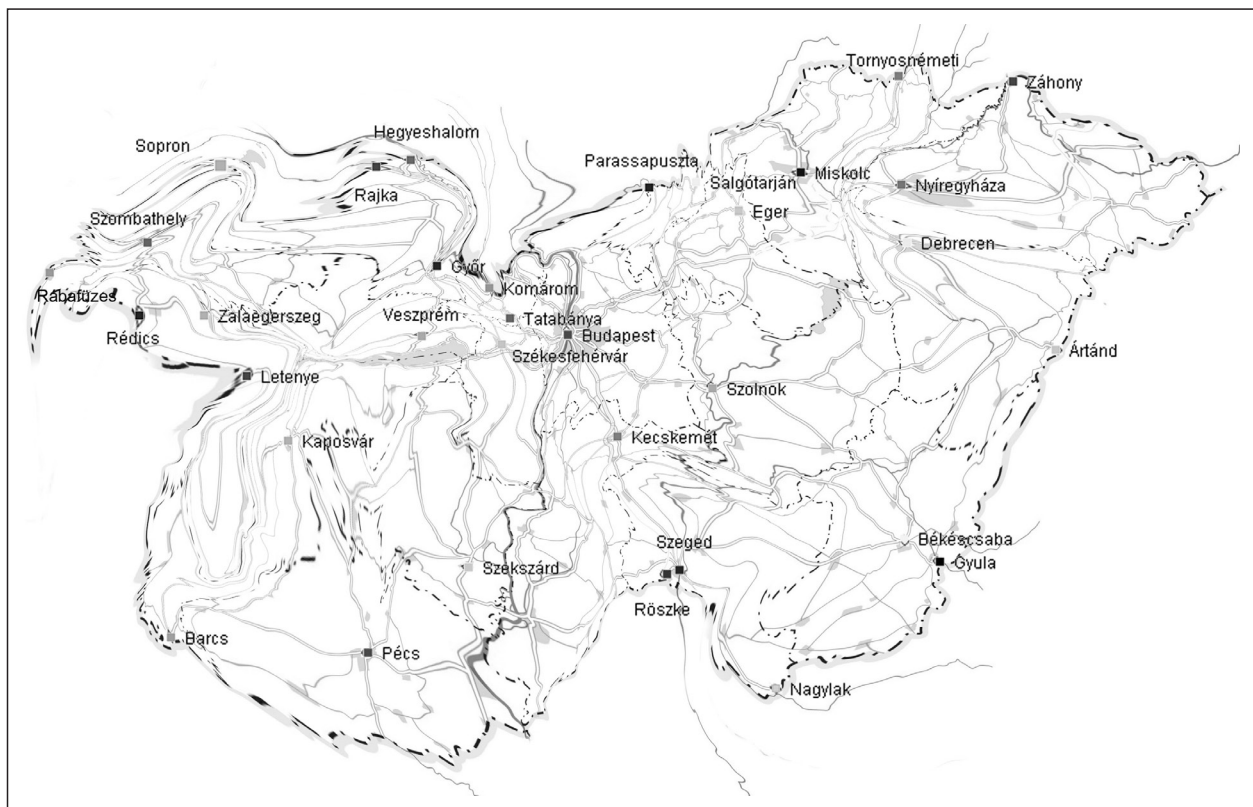 Tornyosnémeti
Záhony
Hegyeshalom
Sopron
Parassapuszta
Rajka
Salgótarján
Miskolc
Nyíregyháza
Szombathely
Eger
Debrecen
Győr
Rábafüzes
Komárom
Rédics
Zalaegerszeg
Veszprém
Tatabánya
Budapest
Székesfehérvár
Ártánd
Letenye
Szolnok
Kaposvár
Kecskemét
Békéscsaba
Szeged
Gyula
Szekszárd
Röszke
Barcs
Pécs
Nagylak